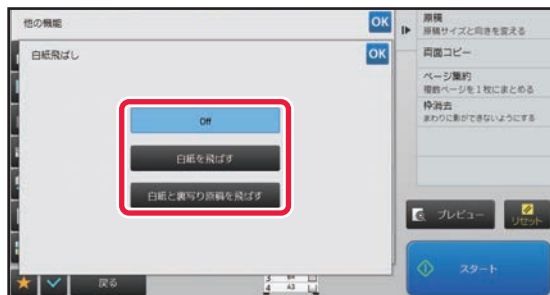 他の機能
OK
白紙飛ばし
OK
Off
白紙を飛ばす
白紙と裏写り原稿を飛ばす
戻る
3 B4
4 A3
原稿
原稿サイズと向きを変える
両面コピー
ページ集約
複数ページを1枚にまとめる
枠消去
まわりに影ができないようにする
プレビュー
リセット
スタート